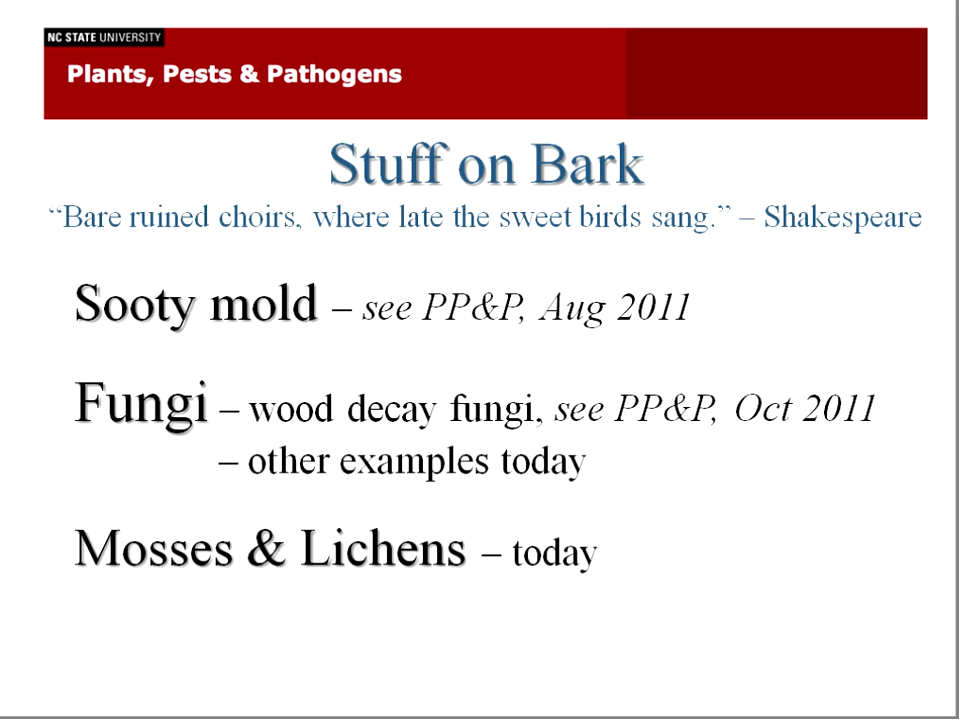 NC STATE UNIVERSITY
Plants, Pests & Pathogens
Stuff on Bark
“Bare ruined choirs, where late the sweet birds sang.” – Shakespeare
Sooty mold – see PP&P, Aug 2011
Fungi – wood decay fungi, see PP&P, Oct 2011
– other examples today
Mosses & Lichens – today